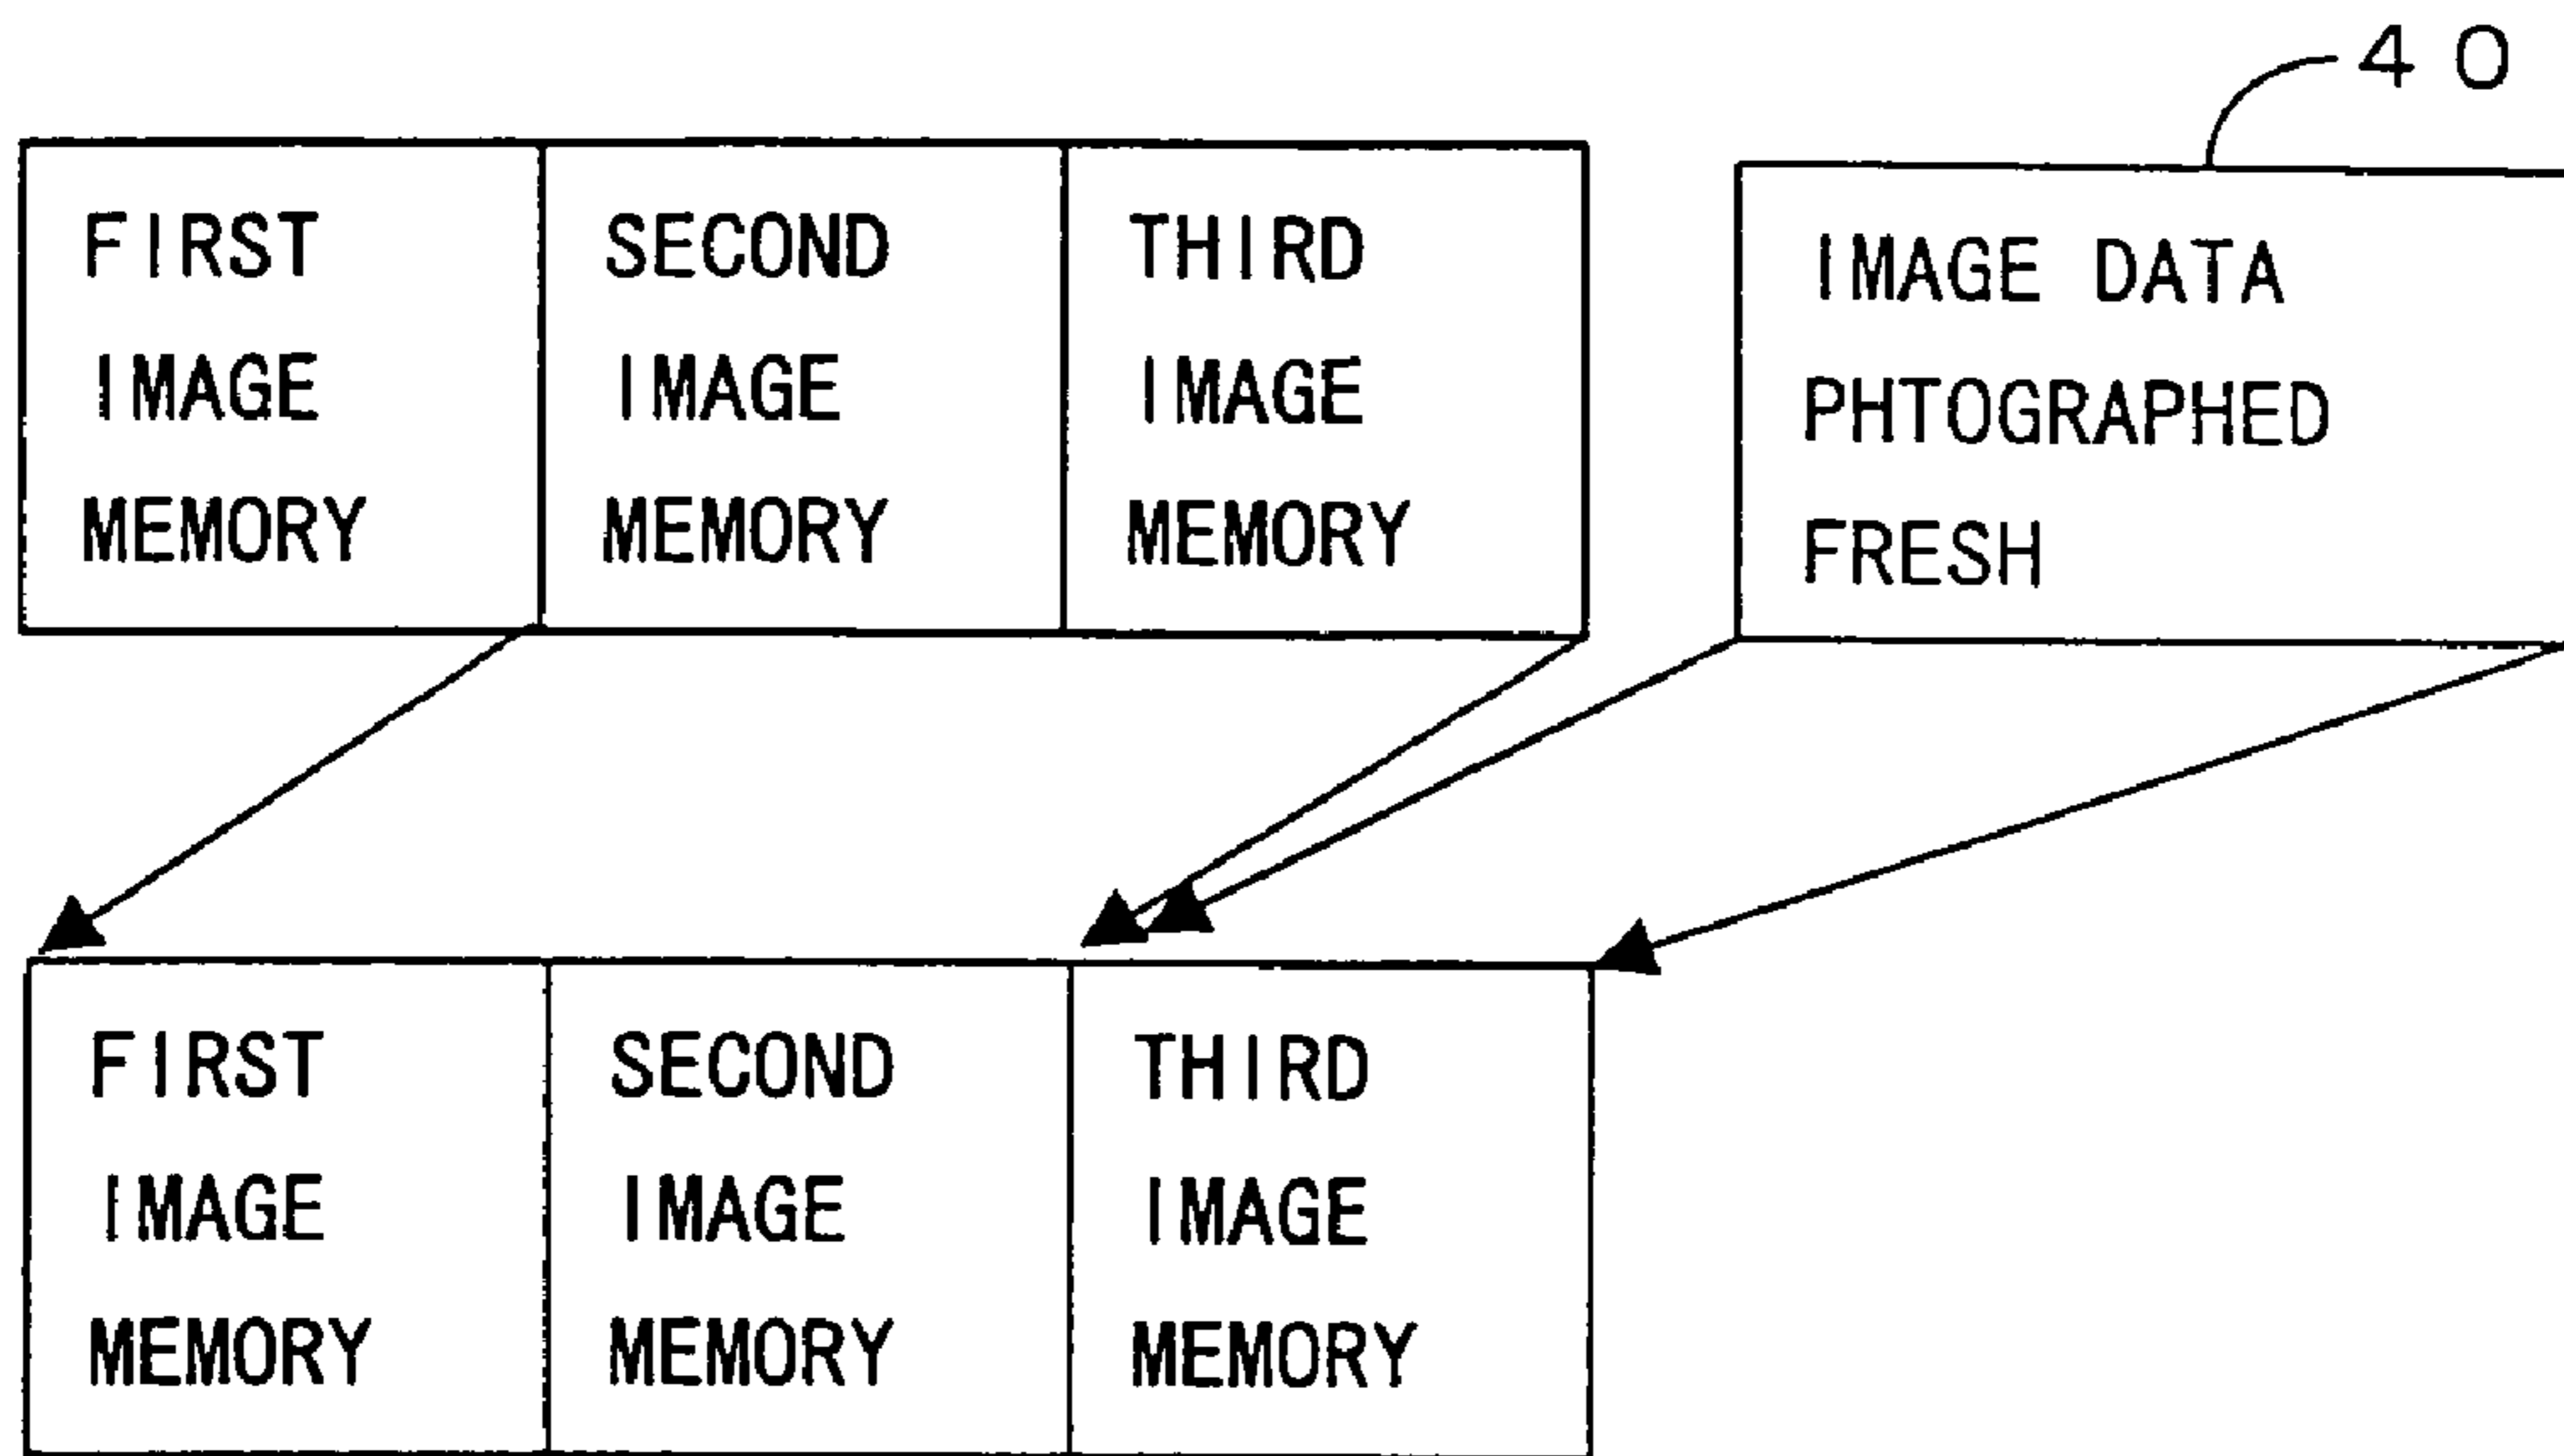 40
FIRST
IMAGE
MEMORY
SECOND
IMAGE
MEMORY
THIRD
IMAGE
MEMORY
IMAGE DATA
PHTOGRAPHED
FRESH
FIRST
IMAGE
MEMORY
SECOND
IMAGE
MEMORY
THIRD
IMAGE
MEMORY